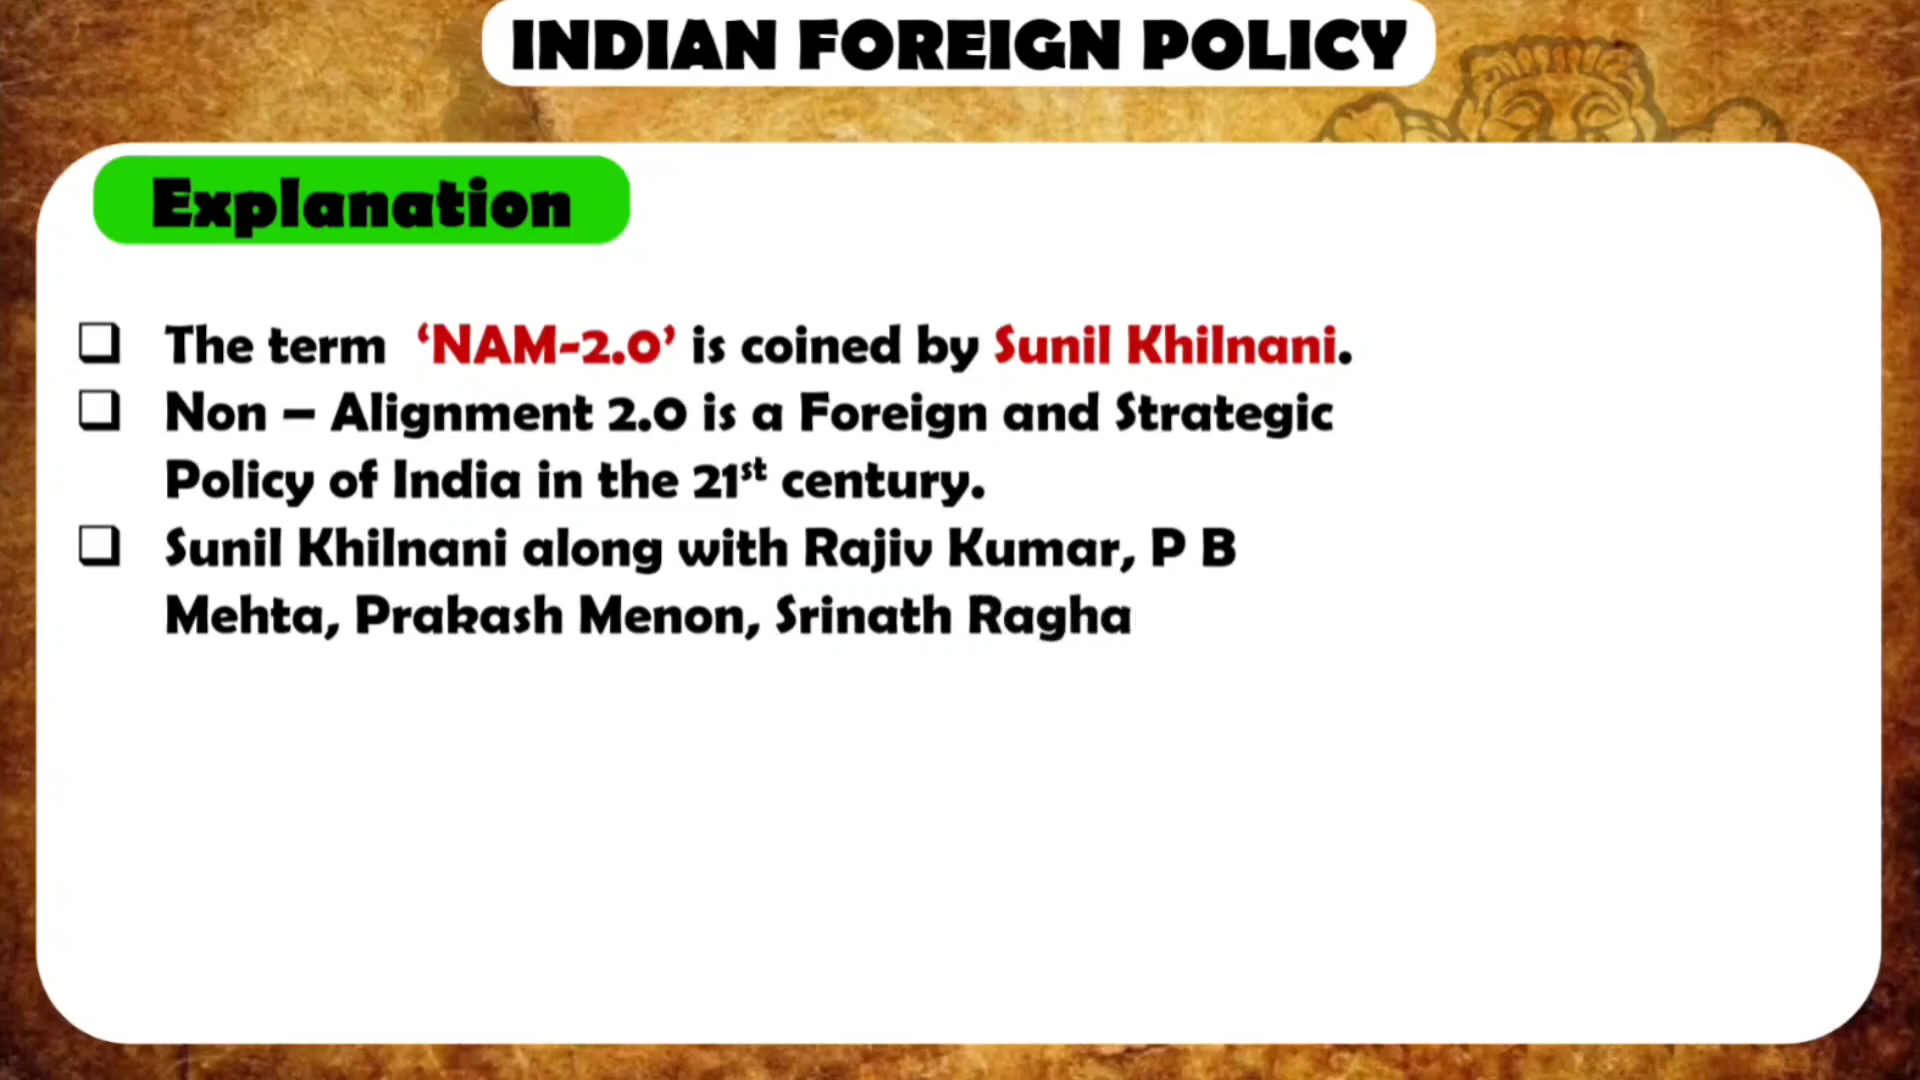 INDIAN FOREIGN POLICY
Explanation
❑ The term ‘NAM-2.0’ is coined by Sunil Khilnani.
❑ Non – Alignment 2.0 is a Foreign and Strategic
Policy of India in the 21st century.
❑ Sunil Khilnani along with Rajiv Kumar, P B
Mehta, Prakash Menon, Srinath Ragha